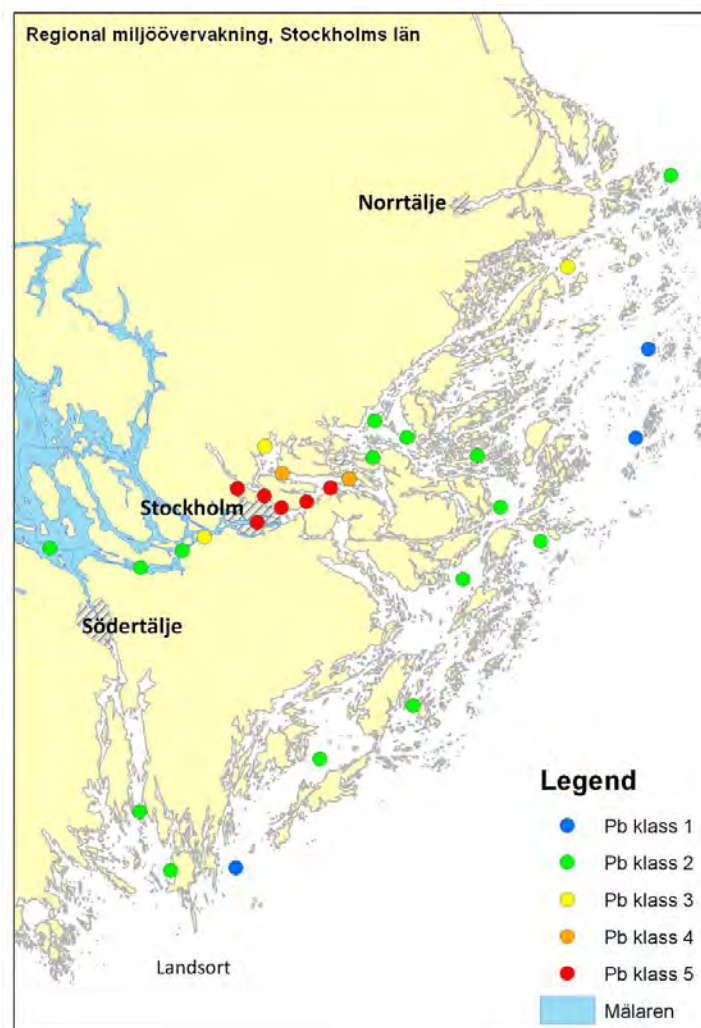 Regional miljöövervakning, Stockholms län
Norrtälje
Stockholm
Södertälje
Landsort
Legend
Pb klass 1
Pb klass 2
Pb klass 3
Pb klass 4
Pb klass 5
Mälaren